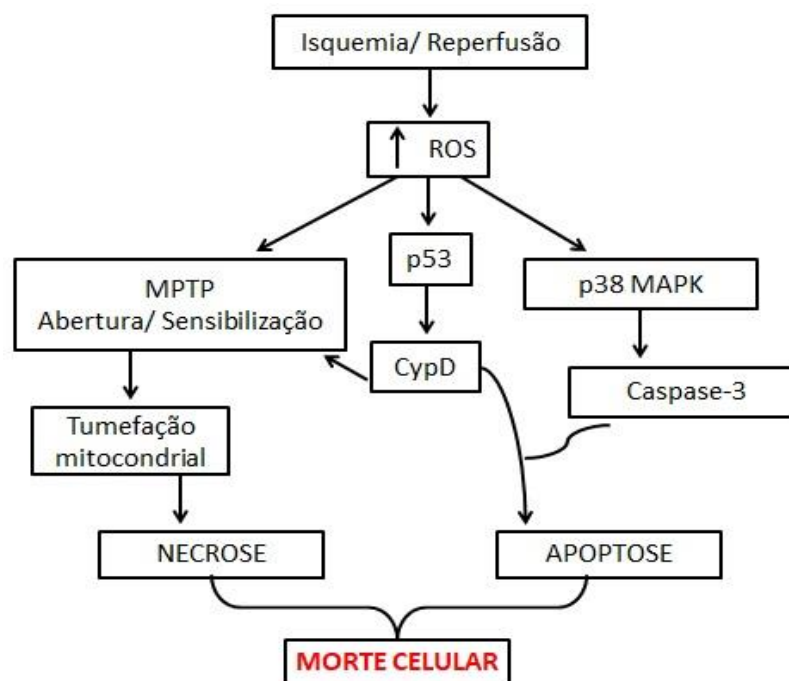 Isquemia/ Reperfusão
ROS
p53
MPTP
Abertura/ Sensibilização
p38 MAPK
CypD
Caspase-3
Tumefação
mitocondrial
NECROSE
APOPTOSE
MORTE CELULAR